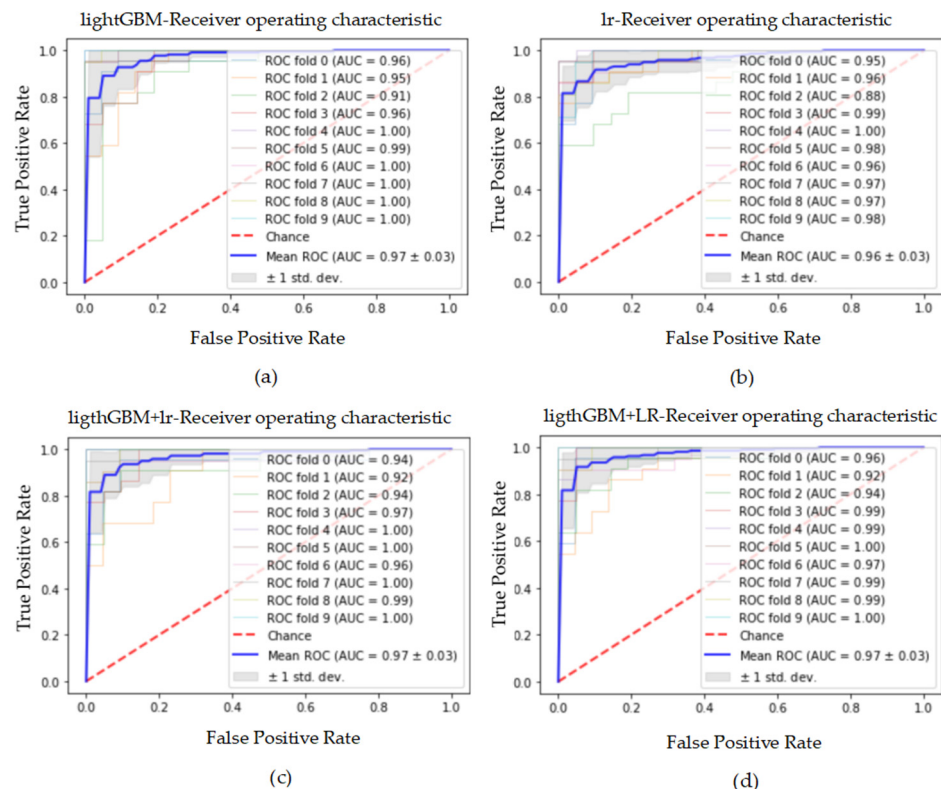 lightGBM-Receiver operating characteristic
True Positive Rate
1.0
0.8
0.6
0.4
0.2
0.0
ROC fold 0 (AUC = 0.96)
ROC fold 1 (AUC = 0.95)
ROC fold 2 (AUC = 0.91)
ROC fold 3 (AUC = 0.96)
ROC fold 4 (AUC = 1.00)
ROC fold 5 (AUC = 0.99)
ROC fold 6 (AUC = 1.00)
ROC fold 7 (AUC = 1.00)
ROC fold 8 (AUC = 1.00)
ROC fold 9 (AUC = 1.00)
Chance
Mean ROC (AUC = 0.97 ± 0.03)
± 1 std. dev.
0.0 0.2 0.4 0.6 0.8 1.0
False Positive Rate
(a)
lr-Receiver operating characteristic
True Positive Rate
1.0
0.8
0.6
0.4
0.2
0.0
ROC fold 0 (AUC = 0.95)
ROC fold 1 (AUC = 0.96)
ROC fold 2 (AUC = 0.88)
ROC fold 3 (AUC = 0.99)
ROC fold 4 (AUC = 1.00)
ROC fold 5 (AUC = 0.98)
ROC fold 6 (AUC = 0.96)
ROC fold 7 (AUC = 0.97)
ROC fold 8 (AUC = 0.97)
ROC fold 9 (AUC = 0.98)
Chance
Mean ROC (AUC = 0.96 ± 0.03)
± 1 std. dev.
0.0 0.2 0.4 0.6 0.8 1.0
False Positive Rate
(b)
ligthGBM+lr-Receiver operating characteristic
True Positive Rate
1.0
0.8
0.6
0.4
0.2
0.0
ROC fold 0 (AUC = 0.94)
ROC fold 1 (AUC = 0.92)
ROC fold 2 (AUC = 0.94)
ROC fold 3 (AUC = 0.97)
ROC fold 4 (AUC = 1.00)
ROC fold 5 (AUC = 1.00)
ROC fold 6 (AUC = 0.96)
ROC fold 7 (AUC = 1.00)
ROC fold 8 (AUC = 0.99)
ROC fold 9 (AUC = 1.00)
Chance
Mean ROC (AUC = 0.97 ± 0.03)
± 1 std. dev.
0.0 0.2 0.4 0.6 0.8 1.0
False Positive Rate
(c)
ligthGBM+LR-Receiver operating characteristic
True Positive Rate
1.0
0.8
0.6
0.4
0.2
0.0
ROC fold 0 (AUC = 0.96)
ROC fold 1 (AUC = 0.92)
ROC fold 2 (AUC = 0.94)
ROC fold 3 (AUC = 0.99)
ROC fold 4 (AUC = 0.99)
ROC fold 5 (AUC = 1.00)
ROC fold 6 (AUC = 0.97)
ROC fold 7 (AUC = 0.99)
ROC fold 8 (AUC = 0.99)
ROC fold 9 (AUC = 1.00)
Chance
Mean ROC (AUC = 0.97 ± 0.03)
± 1 std. dev.
0.0 0.2 0.4 0.6 0.8 1.0
False Positive Rate
(d)